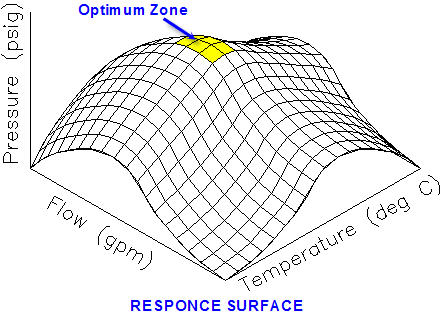 Optimum Zone
Pressure (psig)
Flow (gpm)
Temperature (deg C)
RESPONCE SURFACE